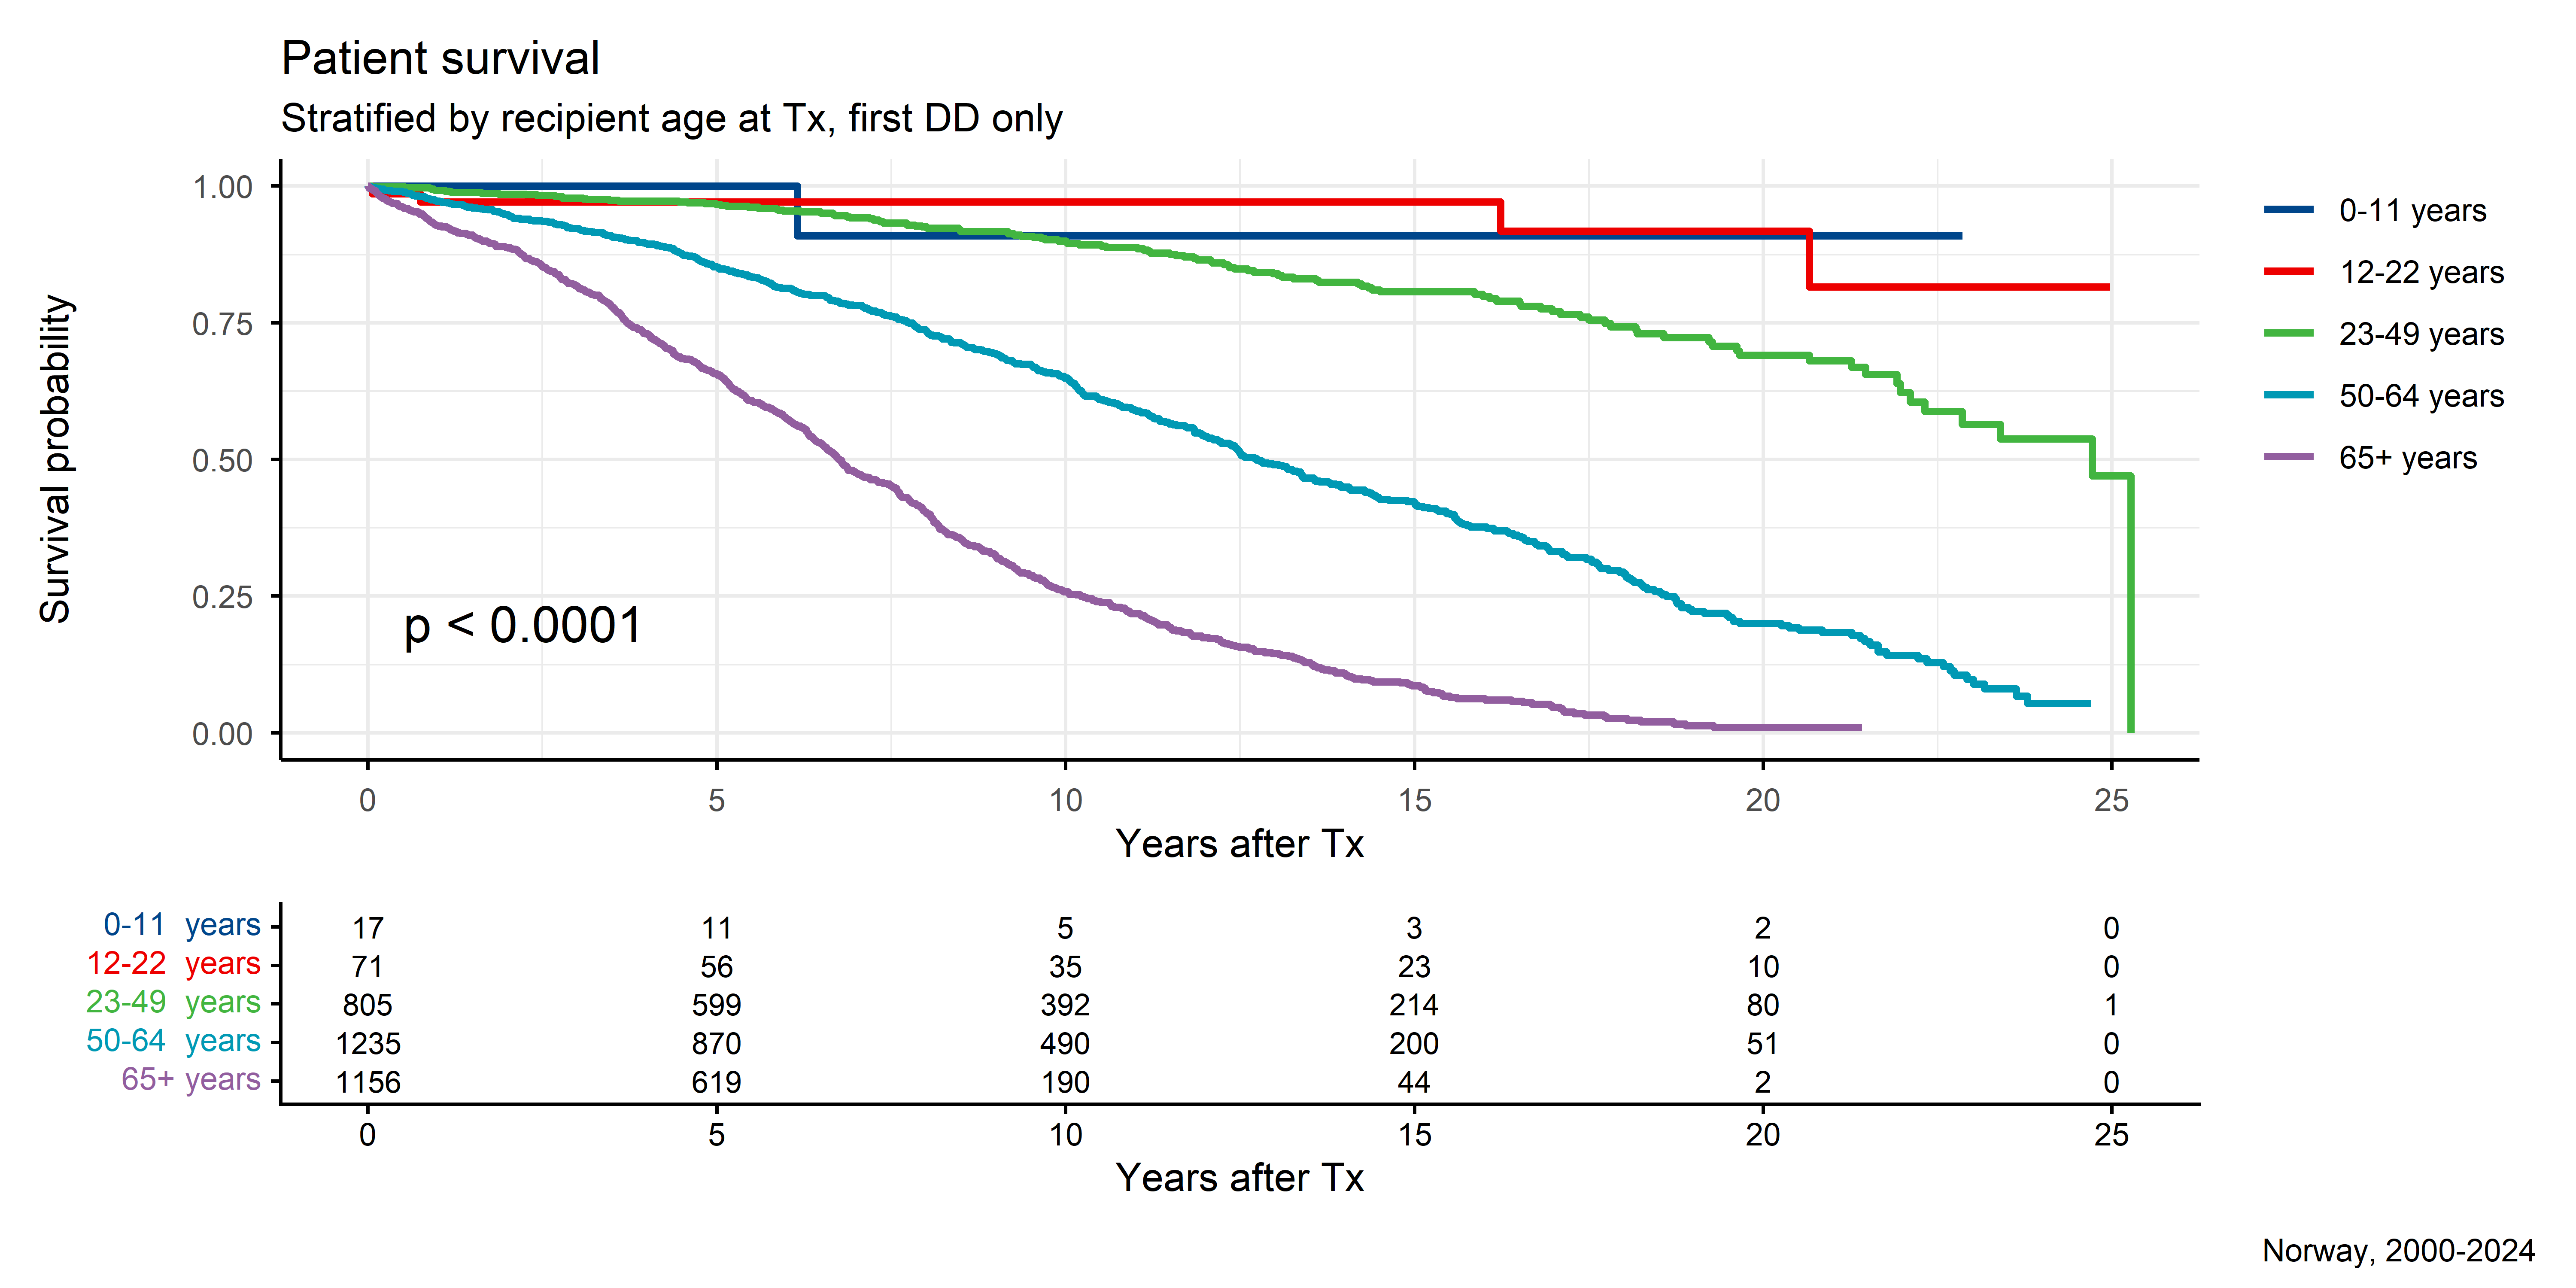 Patient survival
Stratified by recipient age at Tx, first DD only
Survival probability
1.00
0.75
0.50
0.25
0.00
p < 0.0001
0 5 10 15 20 25
Years after Tx
0-11 years
12-22 years
23-49 years
50-64 years
65+ years
0-11 years 17 11 5 3 2 0
12-22 years 71 56 35 23 10 0
23-49 years 805 599 392 214 80 1
50-64 years 1235 870 490 200 51 0
65+ years 1156 619 190 44 2 0
0 5 10 15 20 25
Years after Tx
Norway, 2000-2024